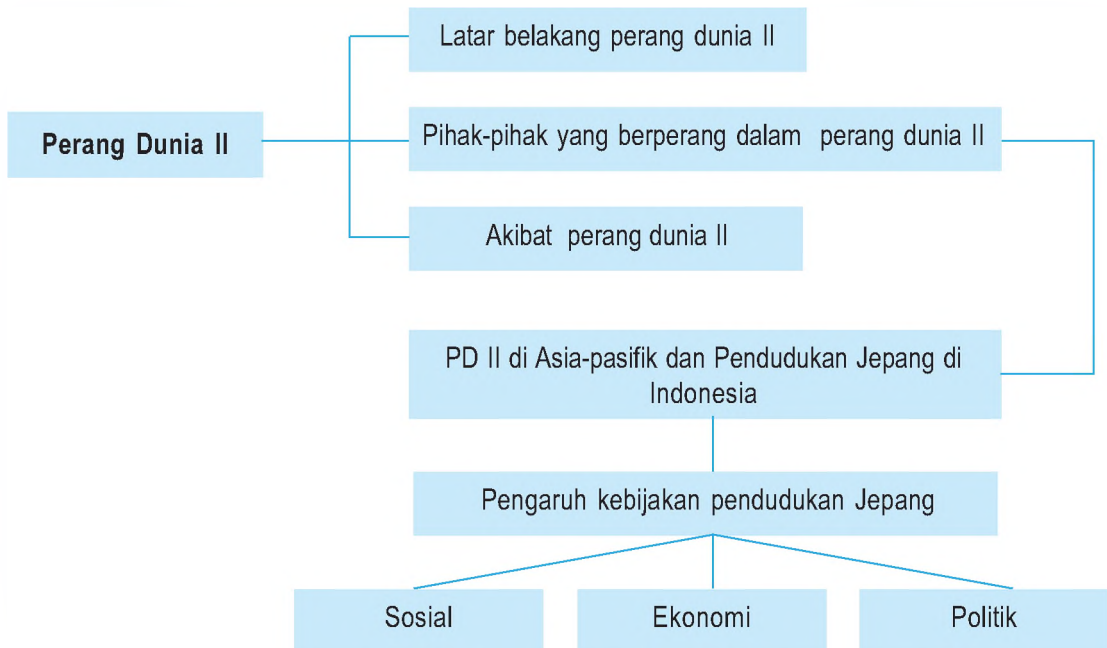 Latar belakang perang dunia II
Perang Dunia II
Pihak-pihak yang berperang dalam perang dunia II
Akibat perang dunia II
PD II di Asia-pasifik dan Pendudukan Jepang di
Indonesia
Pengaruh kebijakan pendudukan Jepang
Sosial
Ekonomi
Politik